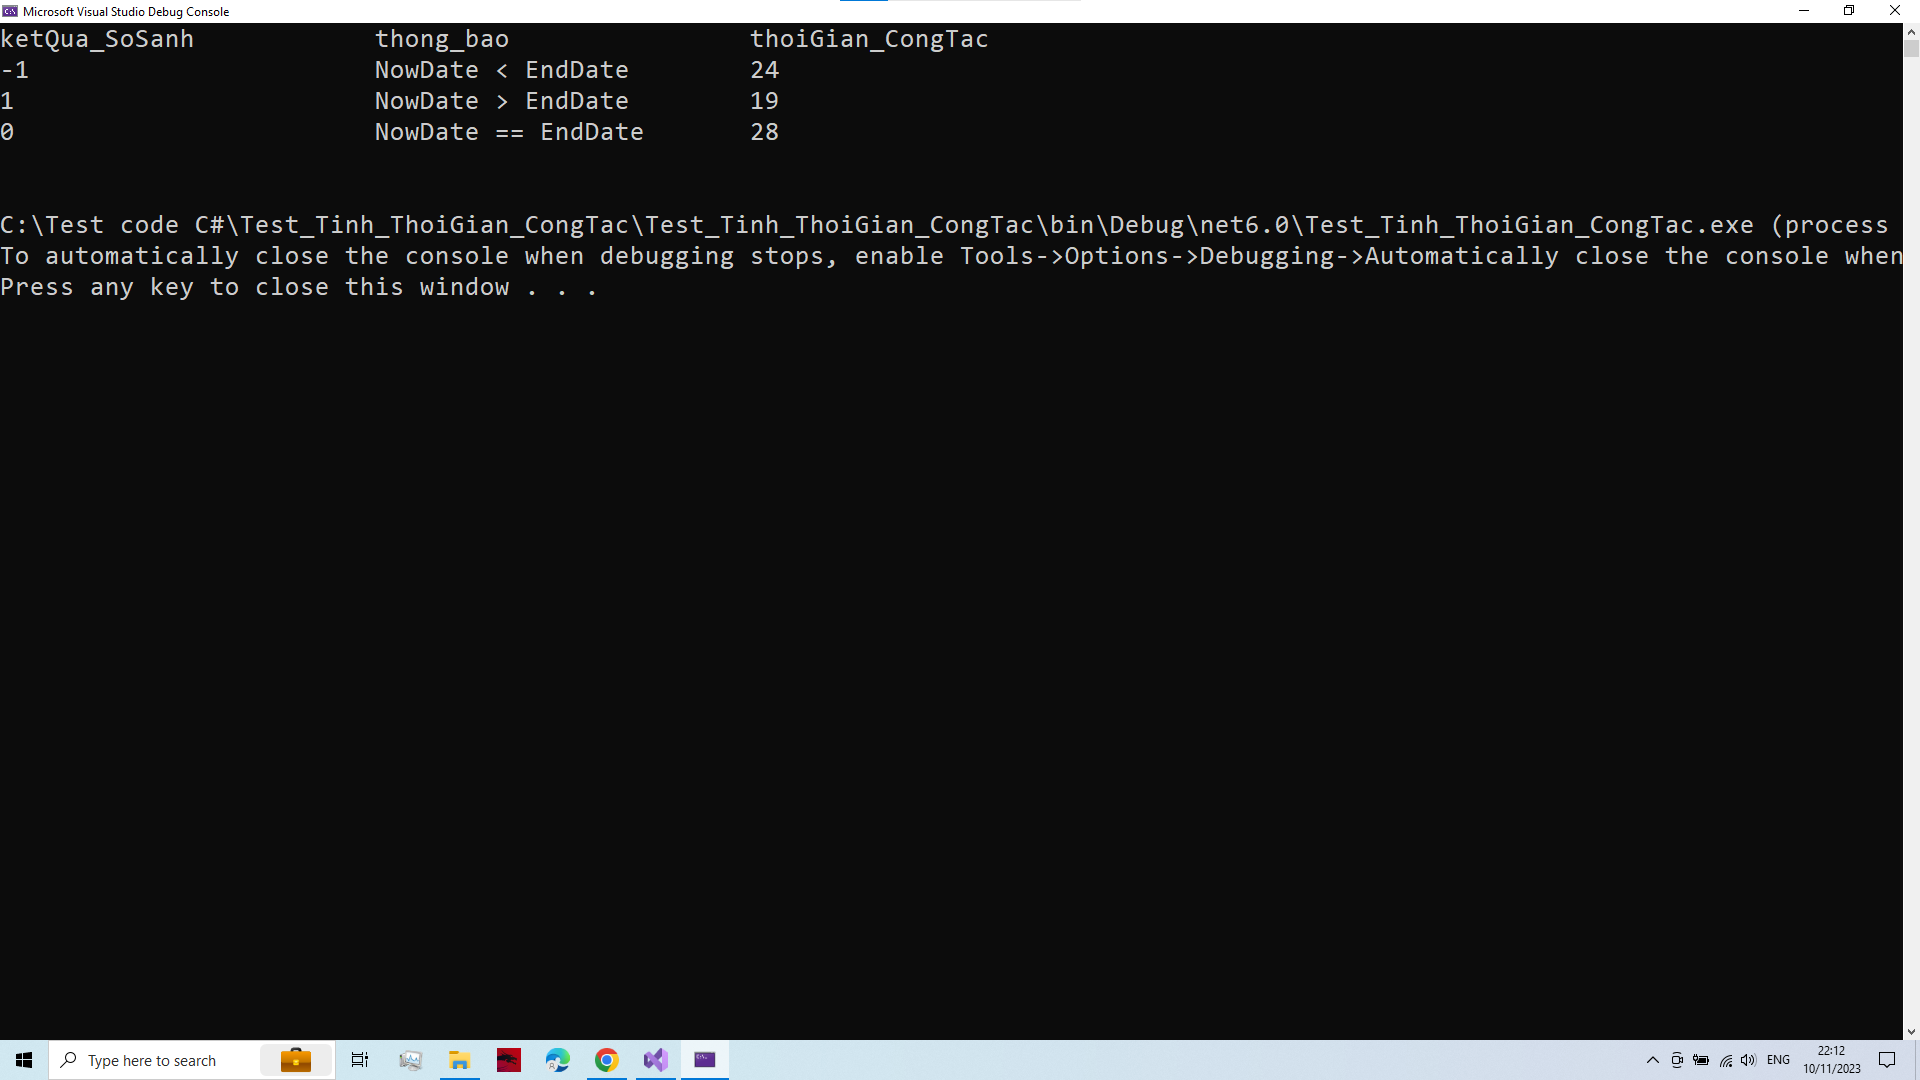 Microsoft Visual Studio Debug Console
ketQua_SoSanh thong_bao thoiGian_CongTac
-1 NowDate < EndDate 24
1 NowDate > EndDate 19
0 NowDate == EndDate 28
C:\Test code C#\Test_Tinh_ThoiGian_CongTac\Test_Tinh_ThoiGian_CongTac\bin\Debug\net6.0\Test_Tinh_ThoiGian_CongTac.exe (process
To automatically close the console when debugging stops, enable Tools->Options->Debugging->Automatically close the console when
Press any key to close this window . . .
Type here to search
ENG
22:12
10/11/2023